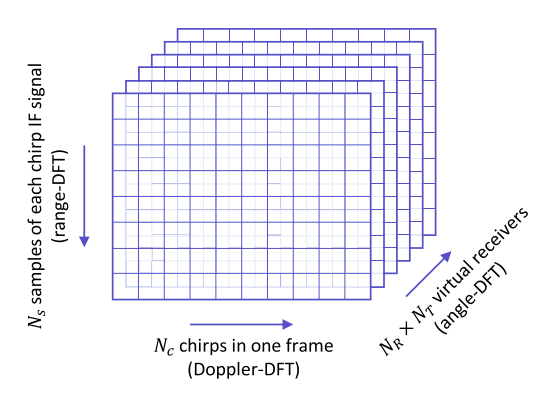 N_s samples of each chirp IF signal
(range-DFT)
N_c chirps in one frame
(Doppler-DFT)
N_R × N_T virtual receivers
(angle-DFT)